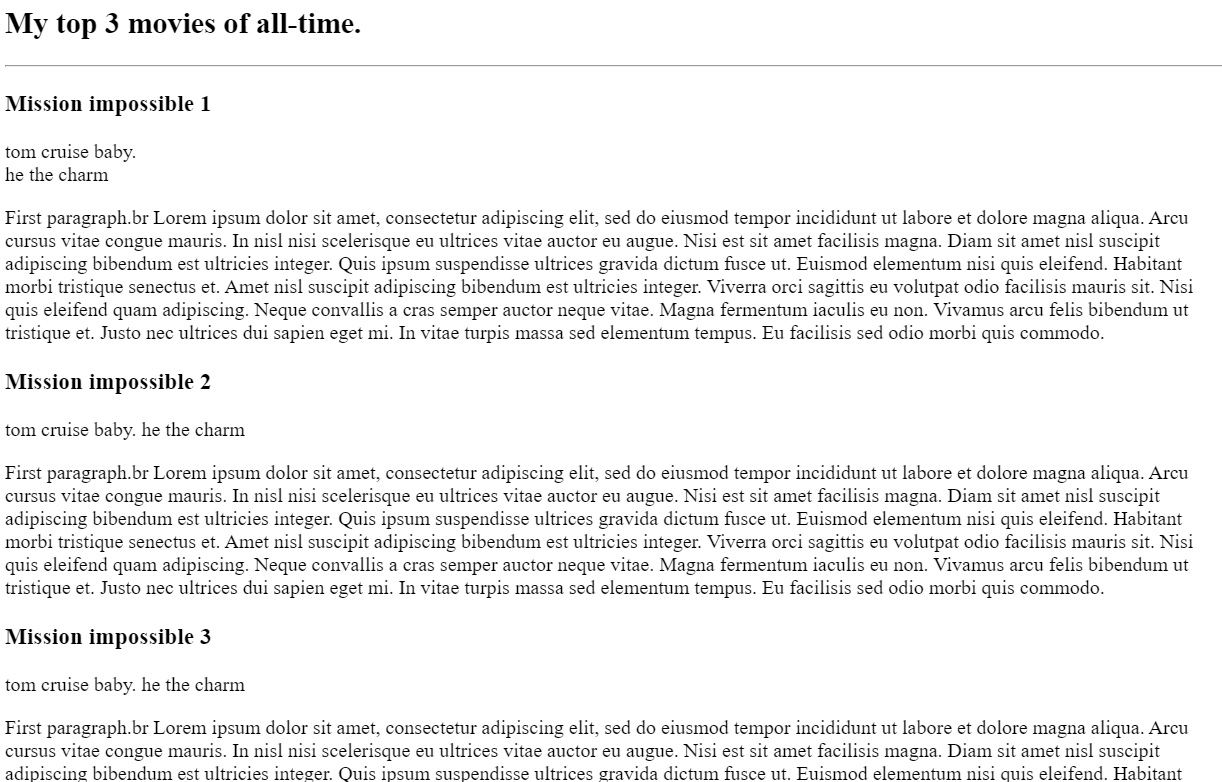 My top 3 movies of all-time.
Mission impossible 1
tom cruise baby.
he the charm
First paragraph.br Lorem ipsum dolor sit amet, consectetur adipiscing elit, sed do eiusmod tempor incididunt ut labore et dolore magna aliqua. Arcu
cursus vitae congue mauris. In nisl nisi scelerisque eu ultrices vitae auctor eu augue. Nisi est sit amet facilisis magna. Diam sit amet nisl suscipit
adipiscing bibendum est ultricies integer. Quis ipsum suspendisse ultrices gravida dictum fusce ut. Euismod elementum nisi quis eleifend. Habitant
morbi tristique senectus et. Amet nisl suscipit adipiscing bibendum est ultricies integer. Viverra orci sagittis eu volutpat odio facilisis mauris sit. Nisi
quis eleifend quam adipiscing. Neque convallis a cras semper auctor neque vitae. Magna fermentum iaculis eu non. Vivamus arcu felis bibendum ut
tristique et. Justo nec ultrices dui sapien eget mi. In vitae turpis massa sed elementum tempus. Eu facilisis sed odio morbi quis commodo.
Mission impossible 2
tom cruise baby. he the charm
First paragraph.br Lorem ipsum dolor sit amet, consectetur adipiscing elit, sed do eiusmod tempor incididunt ut labore et dolore magna aliqua. Arcu
cursus vitae congue mauris. In nisl nisi scelerisque eu ultrices vitae auctor eu augue. Nisi est sit amet facilisis magna. Diam sit amet nisl suscipit
adipiscing bibendum est ultricies integer. Quis ipsum suspendisse ultrices gravida dictum fusce ut. Euismod elementum nisi quis eleifend. Habitant
morbi tristique senectus et. Amet nisl suscipit adipiscing bibendum est ultricies integer. Viverra orci sagittis eu volutpat odio facilisis mauris sit. Nisi
quis eleifend quam adipiscing. Neque convallis a cras semper auctor neque vitae. Magna fermentum iaculis eu non. Vivamus arcu felis bibendum ut
tristique et. Justo nec ultrices dui sapien eget mi. In vitae turpis massa sed elementum tempus. Eu facilisis sed odio morbi quis commodo.
Mission impossible 3
tom cruise baby. he the charm
First paragraph.br Lorem ipsum dolor sit amet, consectetur adipiscing elit, sed do eiusmod tempor incididunt ut labore et dolore magna aliqua. Arcu
cursus vitae congue mauris. In nisl nisi scelerisque eu ultrices vitae auctor eu augue. Nisi est sit amet facilisis magna. Diam sit amet nisl suscipit
adipiscing bibendum est ultricies integer. Quis ipsum suspendisse ultrices gravida dictum fusce ut. Euismod elementum nisi quis eleifend. Habitant